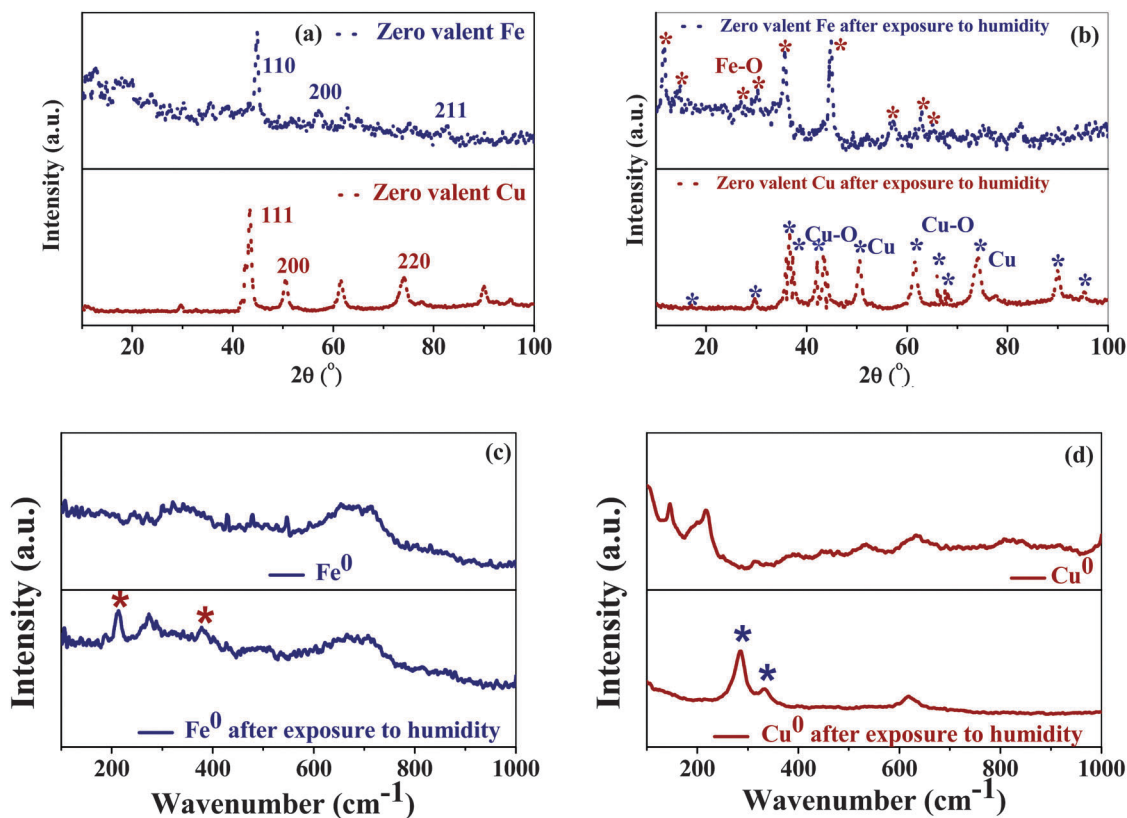 (a)
Zero valent Fe
110
200
211
Intensity (a.u.)
Zero valent Cu
111
200
220
20 40 60 80 100
2θ (°)
(b)
Zero valent Fe after exposure to humidity
* * Fe-O * * * * * * *
Intensity (a.u.)
Zero valent Cu after exposure to humidity
* * * * Cu-O * * Cu * Cu-O * * * Cu * *
20 40 60 80 100
2θ (°)
(c)
Intensity (a.u.)
Fe⁰
* *
Fe⁰ after exposure to humidity
200 400 600 800 1000
Wavenumber (cm⁻¹)
(d)
Intensity (a.u.)
Cu⁰
* *
Cu⁰ after exposure to humidity
200 400 600 800 1000
Wavenumber (cm⁻¹)